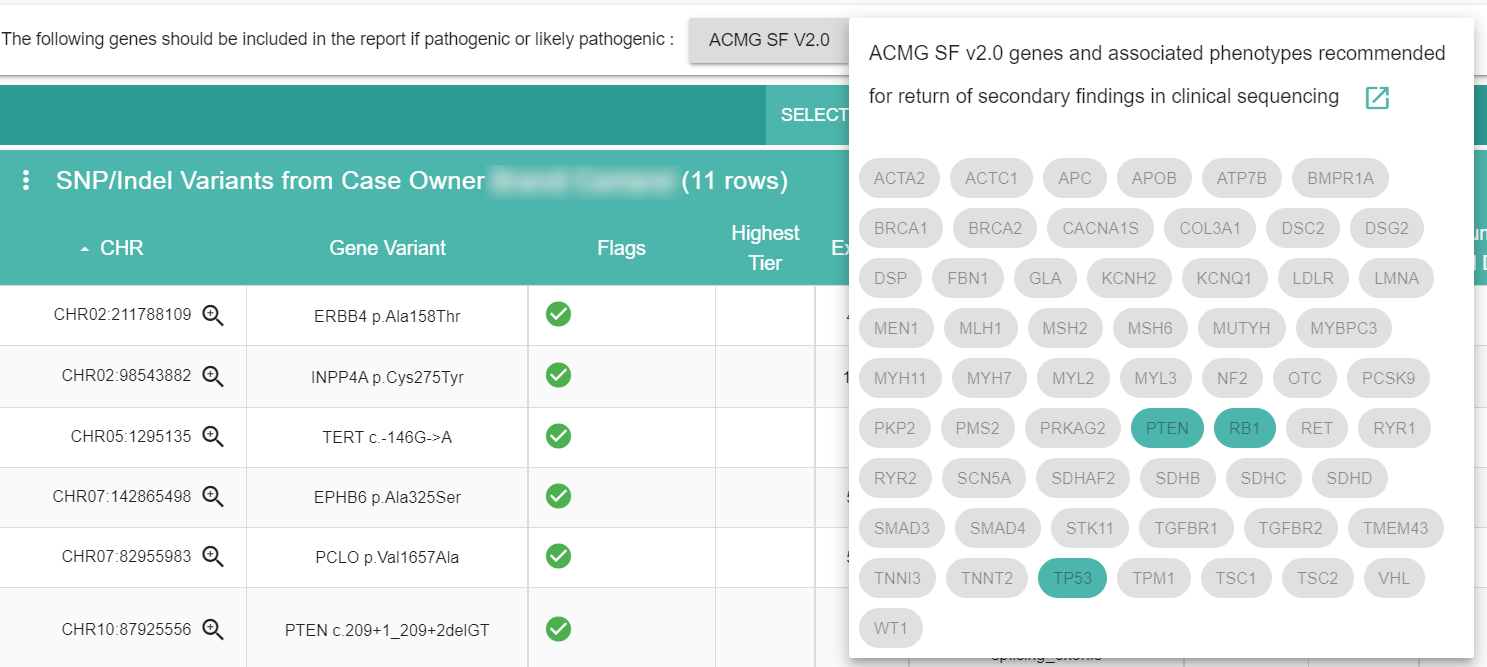 The following genes should be included in the report if pathogenic or likely pathogenic :
ACMG SF V2.0
ACMG SF v2.0 genes and associated phenotypes recommended
for return of secondary findings in clinical sequencing
SELECT
SNP/Indel Variants from Case Owner (11 rows)
CHR
Gene Variant
Flags
Highest
Tier
CHR02:211788109 ERBB4 p.Ala158Thr
CHR02:98543882 INPP4A p.Cys275Tyr
CHR05:1295135 TERT c.-146G->A
CHR07:142865498 EPHB6 p.Ala325Ser
CHR07:82955983 PCLO p.Val1657Ala
CHR10:87925556 PTEN c.209+1_209+2delGT
ACTA2 ACTC1 APC APOB ATP7B BMPR1A
BRCA1 BRCA2 CACNA1S COL3A1 DSC2 DSG2
DSP FBN1 GLA KCNH2 KCNQ1 LDLR LMNA
MEN1 MLH1 MSH2 MSH6 MUTYH MYBPC3
MYH11 MYH7 MYL2 MYL3 NF2 OTC PCSK9
PKP2 PMS2 PRKAG2 PTEN RB1 RET RYR1
RYR2 SCN5A SDHAF2 SDHB SDHC SDHD
SMAD3 SMAD4 STK11 TGFBR1 TGFBR2 TMEM43
TNNI3 TNNT2 TP53 TPM1 TSC1 TSC2 VHL
WT1